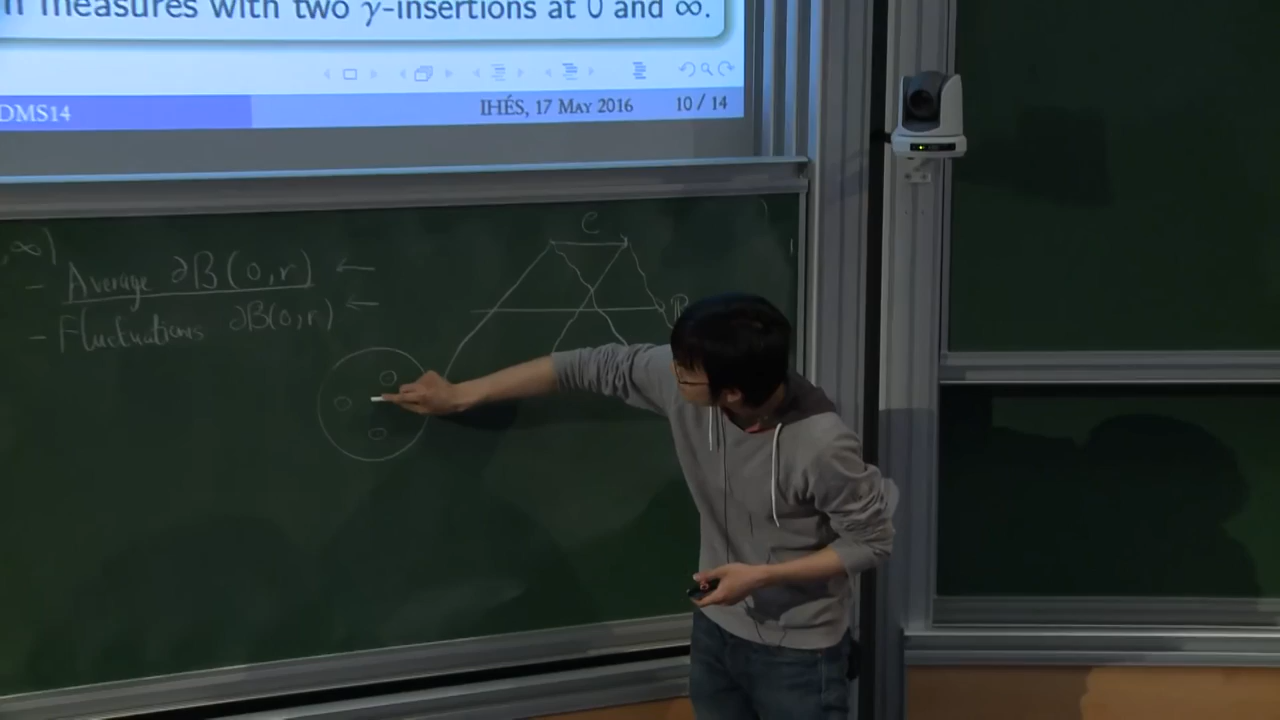 measures with two γ-insertions at 0 and ∞.
DMS14
IHÉS, 17 May 2016
10 / 14
, ∞)
- Average ∂B(0,r) ←
- Fluctuations ∂B(0,r) ←
C